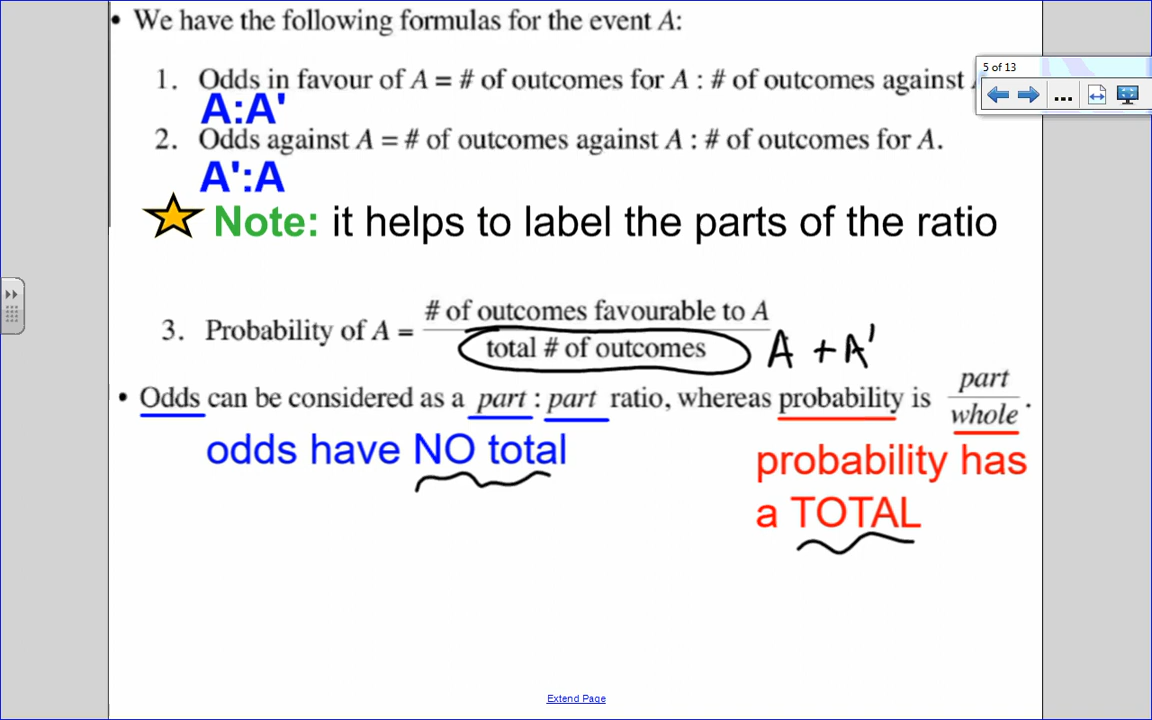 • We have the following formulas for the event A:
5 of 13
1. Odds in favour of A = # of outcomes for A : # of outcomes against
A:A'
2. Odds against A = # of outcomes against A : # of outcomes for A.
A':A
Note: it helps to label the parts of the ratio
3. Probability of A = # of outcomes favourable to A
total # of outcomes A + A'
• Odds can be considered as a part : part ratio, whereas probability is part
whole .
odds have NO total
probability has
a TOTAL
Extend Page